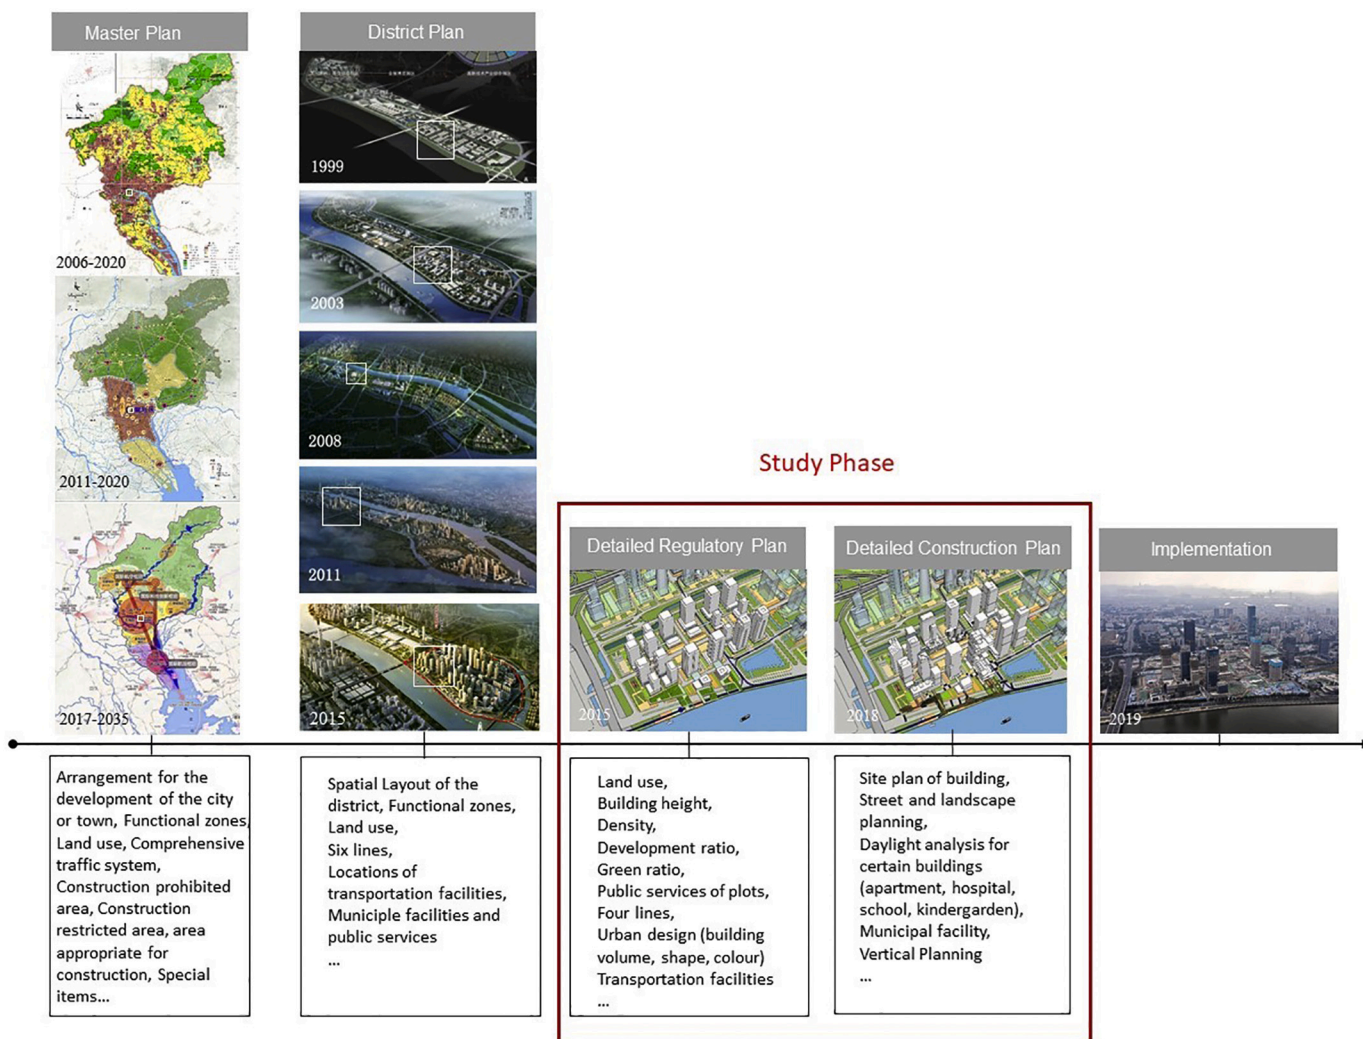 Master Plan
2006-2020
2011-2020
2017-2035
District Plan
1999
2003
2008
2011
2015
Study Phase
Detailed Regulatory Plan
2015
Detailed Construction Plan
2018
Implementation
2019
Arrangement for the
development of the city
or town, Functional zones,
Land use, Comprehensive
traffic system,
Construction prohibited
area, Construction
restricted area, area
appropriate for
construction, Special
items...
Spatial Layout of the
district, Functional zones,
Land use,
Six lines,
Locations of
transportation facilities,
Municiple facilities and
public services
...
Land use,
Building height,
Density,
Development ratio,
Green ratio,
Public services of plots,
Four lines,
Urban design (building
volume, shape, colour)
Transportation facilities
...
Site plan of building,
Street and landscape
planning,
Daylight analysis for
certain buildings
(apartment, hospital,
school, kindergarden),
Municipal facility,
Vertical Planning
...